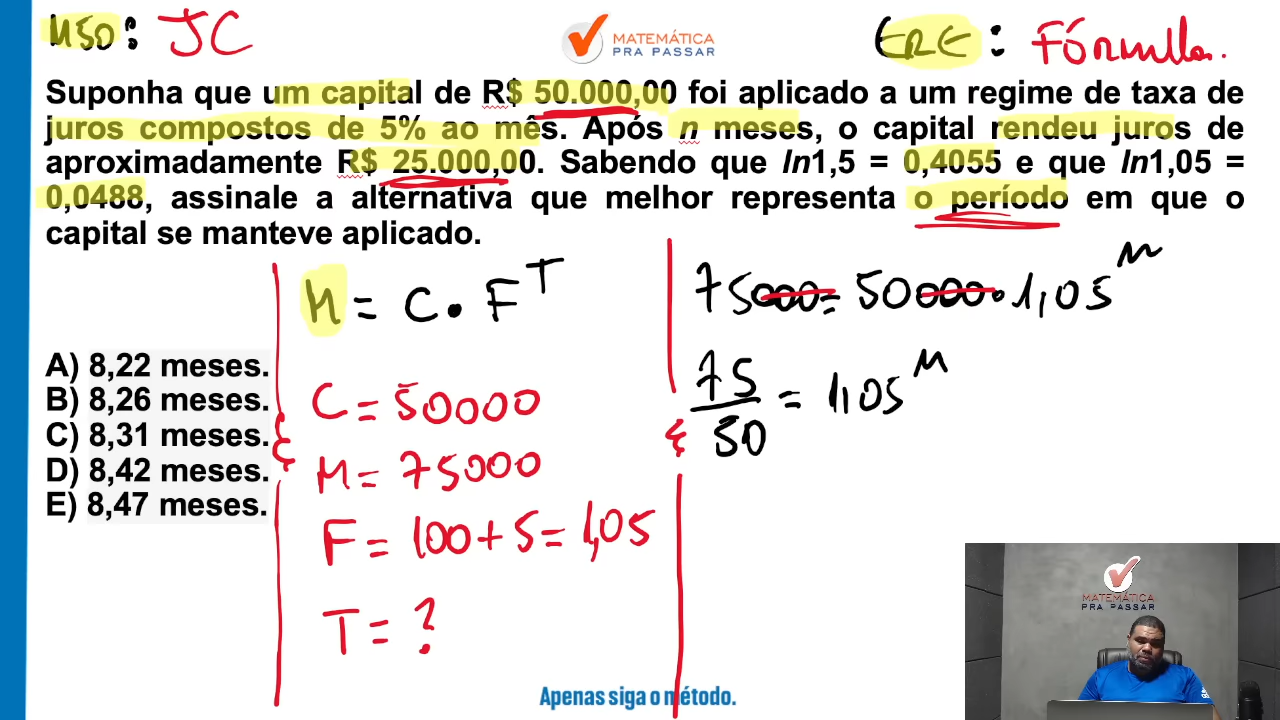 MSO: JC
MATEMÁTICA
PRA PASSAR
ERE: Fórmula.
Suponha que um capital de R$ 50.000,00 foi aplicado a um regime de taxa de
juros compostos de 5% ao mês. Após n meses, o capital rendeu juros de
aproximadamente R$ 25.000,00. Sabendo que ln1,5 = 0,4055 e que ln1,05 =
0,0488, assinale a alternativa que melhor representa o período em que o
capital se manteve aplicado.
A) 8,22 meses.
B) 8,26 meses.
C) 8,31 meses.
D) 8,42 meses.
E) 8,47 meses.
M = C . F^T
C = 50000
M = 75000
F = 100 + 5 = 1,05
T = ?
75000 = 50000 . 1,05^n
75/50 = 1,05^n
MATEMÁTICA
PRA PASSAR
Apenas siga o método.